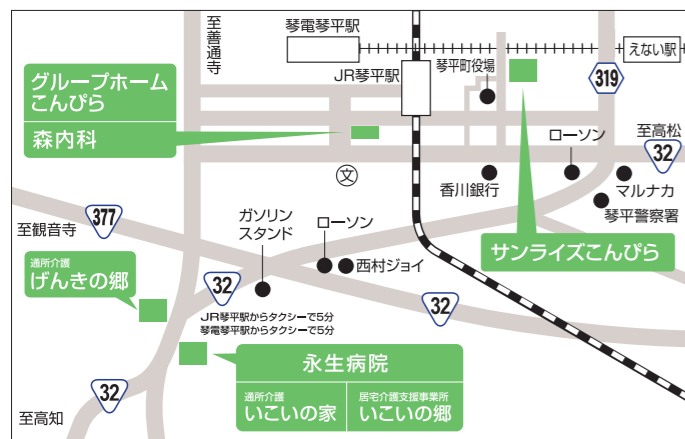 至善通寺
琴電琴平駅
えない駅
JR琴平駅
琴平町役場
319
グループホーム
こんぴら
森内科
ローソン
至高松
32
文
香川銀行
マルナカ
琴平警察署
377
至観音寺
ガソリン
スタンド
ローソン
西村ジョイ
サンライズこんぴら
通所介護
げんきの郷
32
32
JR琴平駅からタクシーで5分
琴電琴平駅からタクシーで5分
永生病院
通所介護
いこいの家
居宅介護支援事業所
いこいの郷
32
至高知